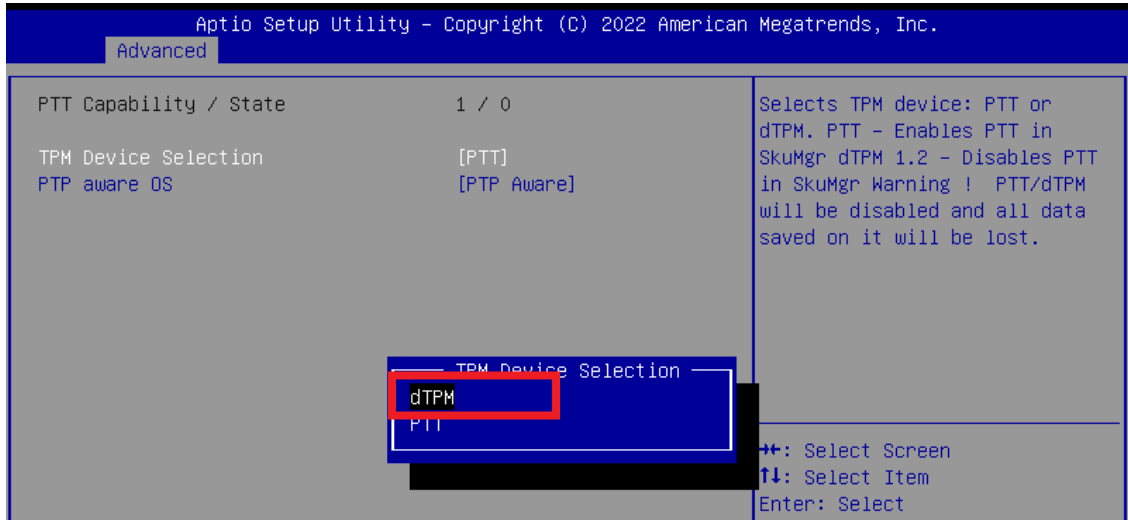 Aptio Setup Utility – Copyright (C) 2022 American Megatrends, Inc.
Advanced
PTT Capability / State 1 / 0
TPM Device Selection [PTT]
PTP aware OS [PTP Aware]
Selects TPM device: PTT or
dTPM. PTT – Enables PTT in
SkuMgr dTPM 1.2 – Disables PTT
in SkuMgr Warning ! PTT/dTPM
will be disabled and all data
saved on it will be lost.
TPM Device Selection
dTPM
PTT
→←: Select Screen
↑↓: Select Item
Enter: Select